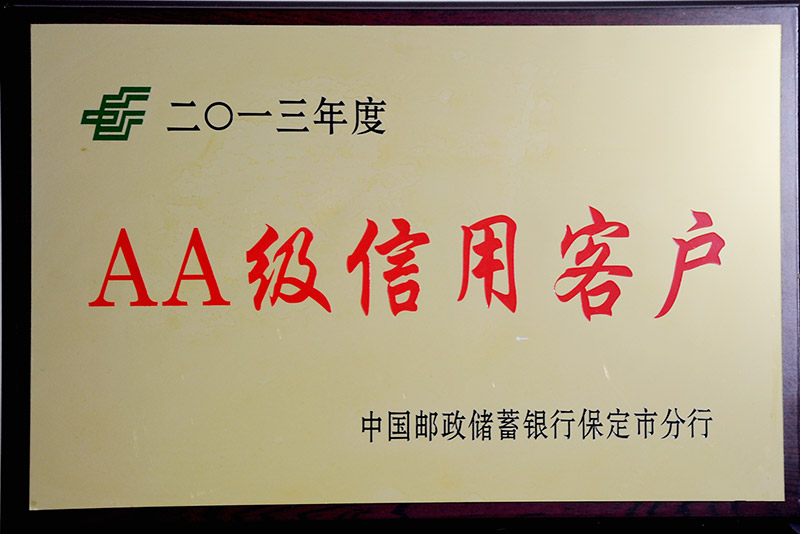 二〇一三年度
AA级信用客户
中国邮政储蓄银行保定市分行